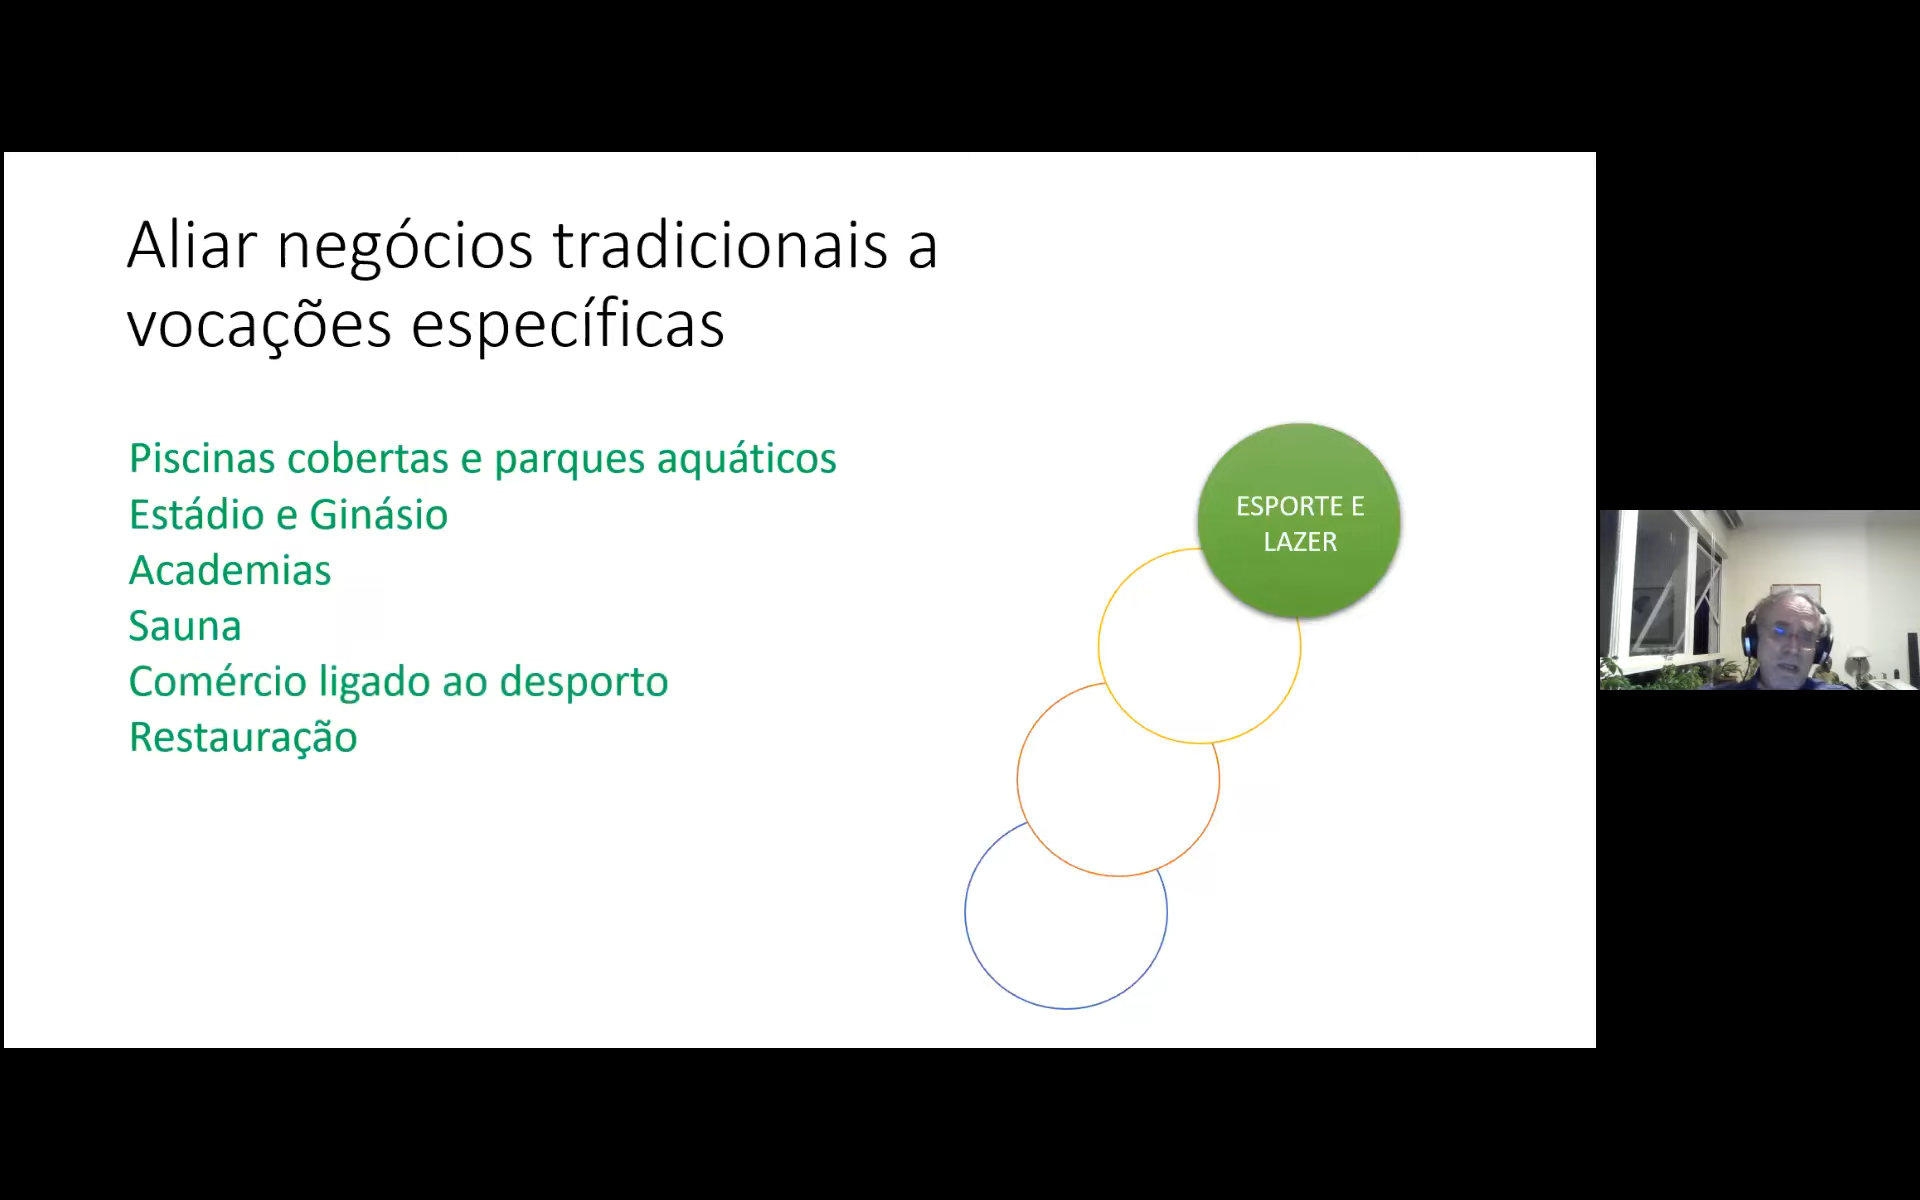 Aliar negócios tradicionais a
vocações específicas
Piscinas cobertas e parques aquáticos
Estádio e Ginásio
Academias
Sauna
Comércio ligado ao desporto
Restauração
ESPORTE E
LAZER